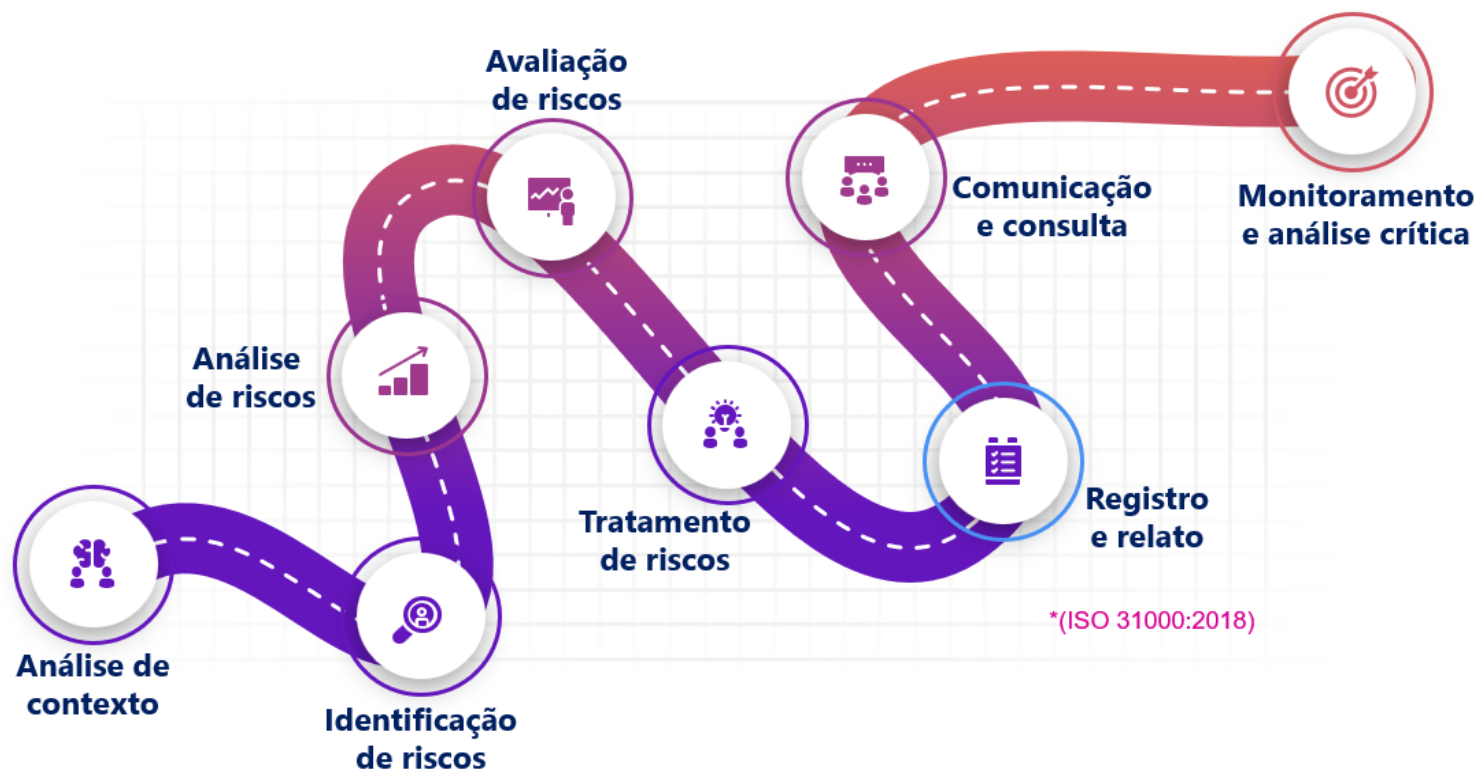 Análise de
contexto
Identificação
de riscos
Análise
de riscos
Avaliação
de riscos
Tratamento
de riscos
Registro
e relato
Comunicação
e consulta
Monitoramento
e análise crítica
*(ISO 31000:2018)